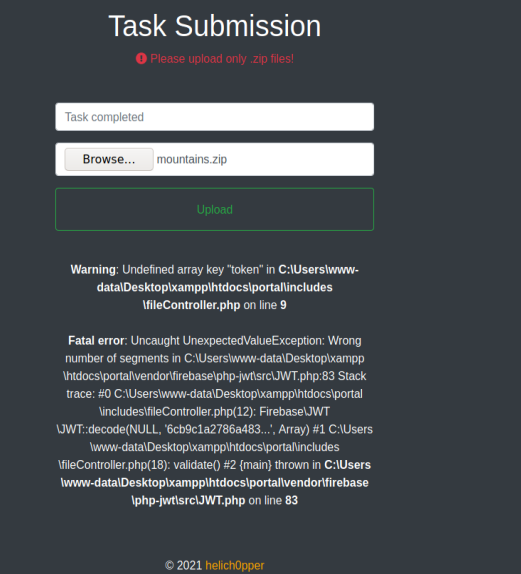 Task Submission
Please upload only .zip files!
Task completed
Browse... mountains.zip
Upload
Warning: Undefined array key "token" in C:\Users\www-
data\Desktop\xampp\htdocs\portal\includes
\fileController.php on line 9
Fatal error: Uncaught UnexpectedValueException: Wrong
number of segments in C:\Users\www-data\Desktop\xampp
\htdocs\portal\vendor\firebase\php-jwt\src\JWT.php:83 Stack
trace: #0 C:\Users\www-data\Desktop\xampp\htdocs\portal
\includes\fileController.php(12): Firebase\JWT
\JWT::decode(NULL, '6cb9c1a2786a483...', Array) #1 C:\Users
\www-data\Desktop\xampp\htdocs\portal\includes
\fileController.php(18): validate() #2 {main} thrown in C:\Users
\www-data\Desktop\xampp\htdocs\portal\vendor\firebase
\php-jwt\src\JWT.php on line 83
© 2021 helich0pper